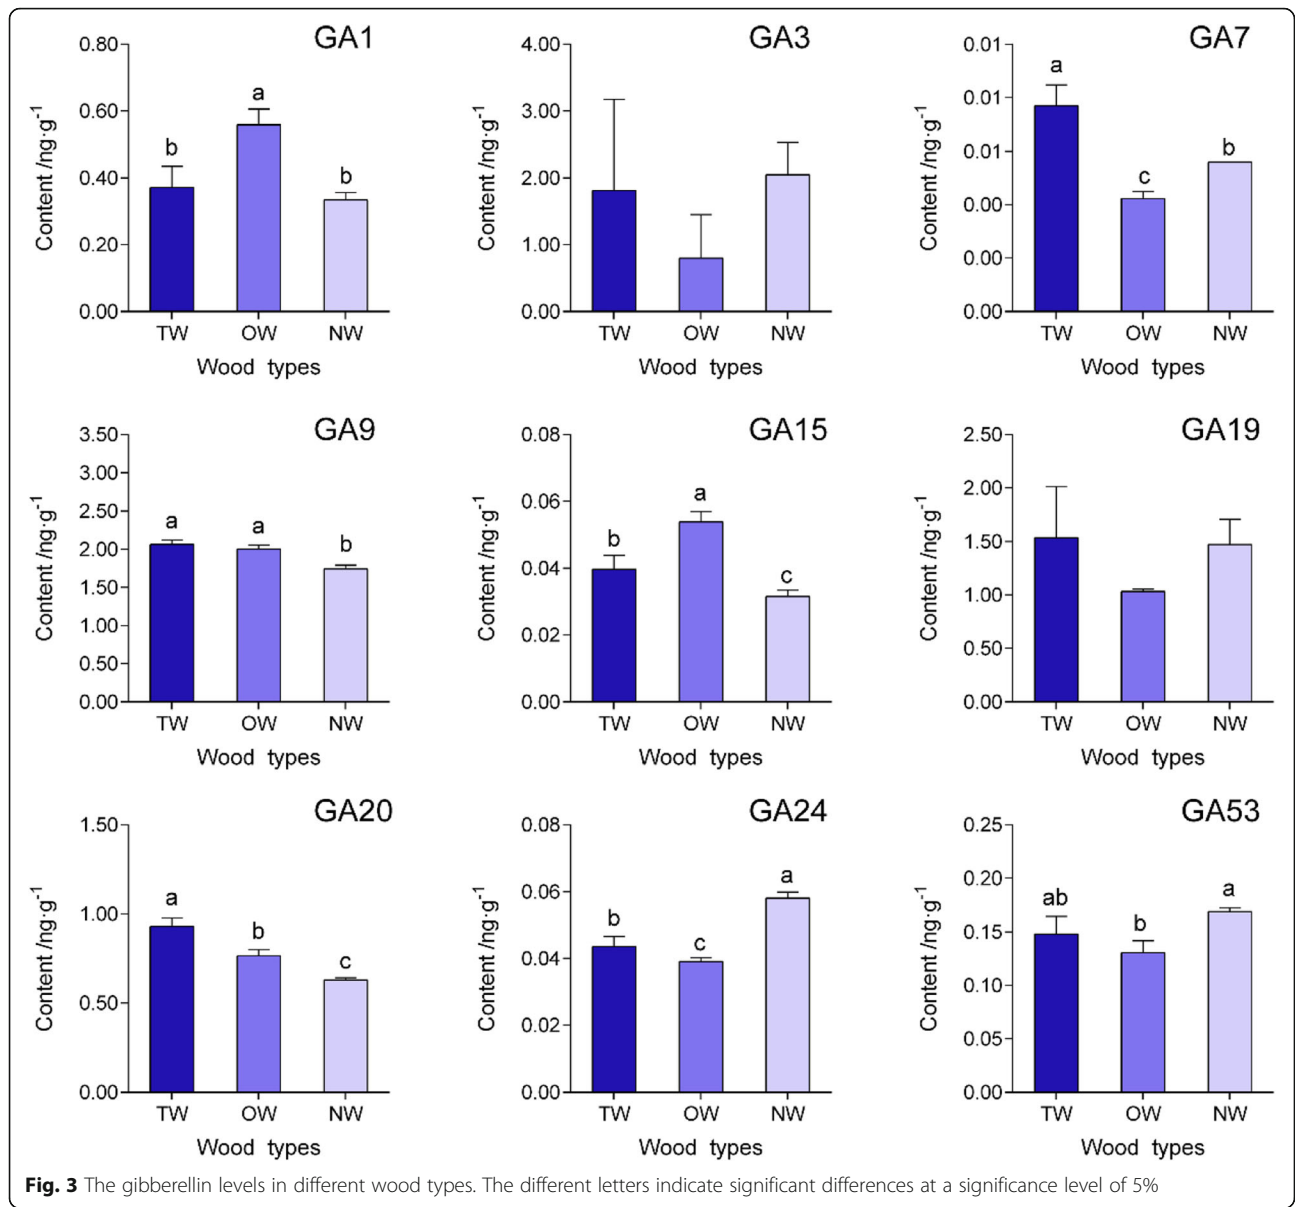 GA1
0.80
0.60
0.40
0.20
0.00
Content /ng·g⁻¹
b
a
b
TW OW NW
Wood types
GA3
4.00
3.00
2.00
1.00
0.00
Content /ng·g⁻¹
TW OW NW
Wood types
GA7
0.01
0.01
0.01
0.00
0.00
0.00
Content /ng·g⁻¹
a
c
b
TW OW NW
Wood types
GA9
3.50
3.00
2.50
2.00
1.50
1.00
0.50
0.00
Content /ng·g⁻¹
a
a
b
TW OW NW
Wood types
GA15
0.08
0.06
0.04
0.02
0.00
Content /ng·g⁻¹
b
a
c
TW OW NW
Wood types
GA19
2.50
2.00
1.50
1.00
0.50
0.00
Content /ng·g⁻¹
TW OW NW
Wood types
GA20
1.50
1.00
0.50
0.00
Content /ng·g⁻¹
a
b
c
TW OW NW
Wood types
GA24
0.08
0.06
0.04
0.02
0.00
Content /ng·g⁻¹
b
c
a
TW OW NW
Wood types
GA53
0.25
0.20
0.15
0.10
0.05
0.00
Content /ng·g⁻¹
ab
b
a
TW OW NW
Wood types
Fig. 3 The gibberellin levels in different wood types. The different letters indicate significant differences at a significance level of 5%